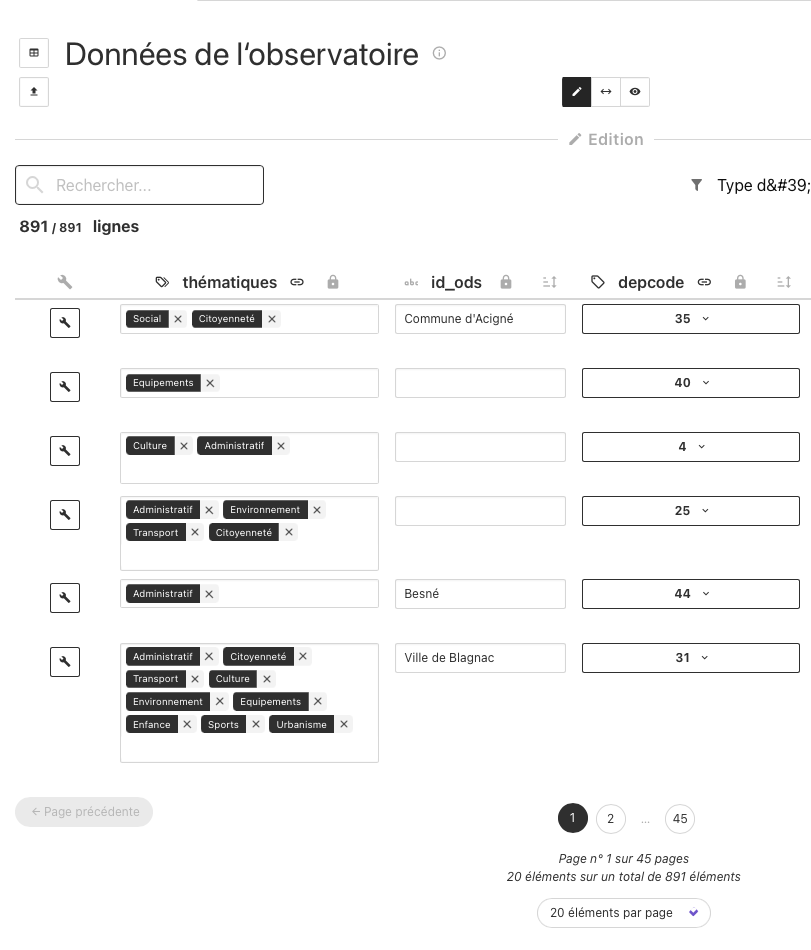 Données de l‘observatoire
Edition
Rechercher...
Type d&#39;
891 / 891 lignes
thématiques abc id_ods depcode
Social × Citoyenneté × Commune d'Acigné 35
Equipements × 40
Culture × Administratif × 4
Administratif × Environnement × 25
Transport × Citoyenneté ×
Administratif × Besné 44
Administratif × Citoyenneté × Ville de Blagnac 31
Transport × Culture ×
Environnement × Equipements ×
Enfance × Sports × Urbanisme ×
← Page précédente 1 2 ... 45
Page n° 1 sur 45 pages
20 éléments sur un total de 891 éléments
20 éléments par page